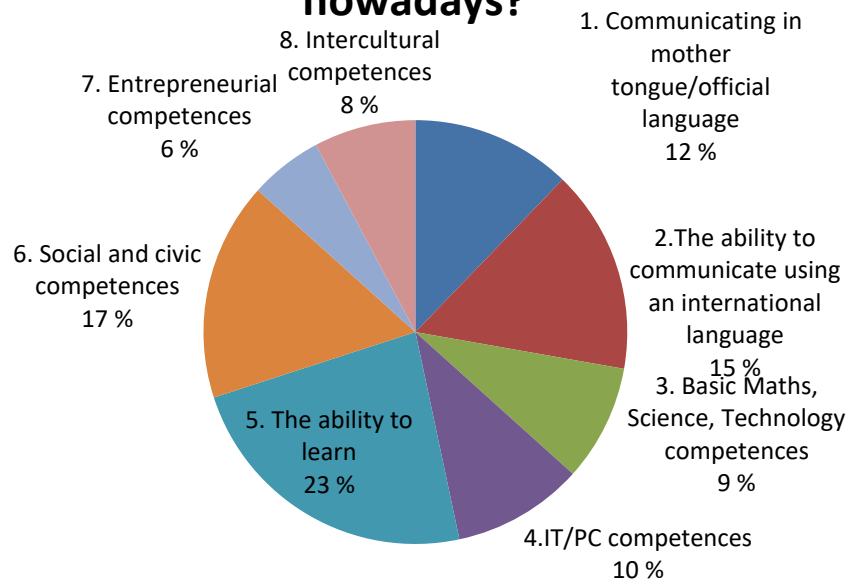 nowadays?
1. Communicating in
mother
tongue/official
language
12 %
2.The ability to
communicate using
an international
language
15 %
3. Basic Maths,
Science, Technology
competences
9 %
4.IT/PC competences
10 %
5. The ability to
learn
23 %
6. Social and civic
competences
17 %
7. Entrepreneurial
competences
6 %
8. Intercultural
competences
8 %